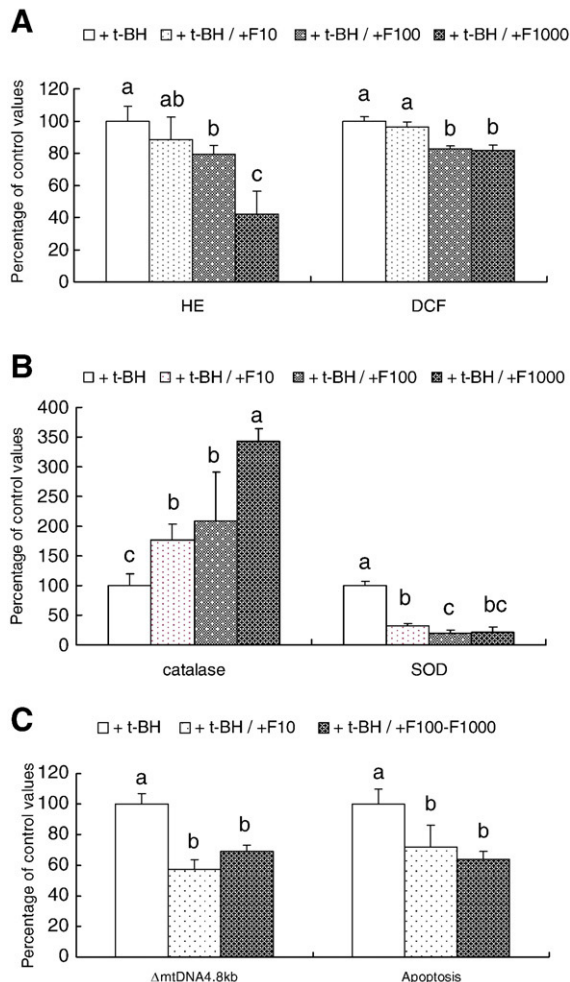 A
+ t-BH + t-BH / +F10 + t-BH / +F100 + t-BH / +F1000
Percentage of control values
120
100
80
60
40
20
0
a ab b c
a a b b
HE DCF
B
+ t-BH + t-BH / +F10 + t-BH / +F100 + t-BH / +F1000
Percentage of control values
400
350
300
250
200
150
100
50
0
c b b a
a b c bc
catalase SOD
C
+ t-BH + t-BH / +F10 + t-BH / +F100-F1000
Percentage of control values
120
100
80
60
40
20
0
a b b
a b b
ΔmtDNA4.8kb Apoptosis